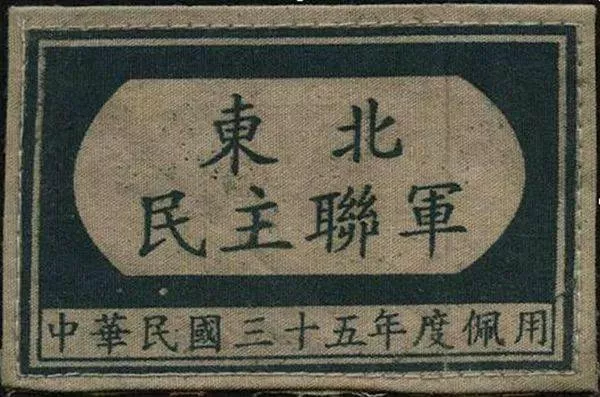 東北
民主聯軍
中華民國三十五年度佩用